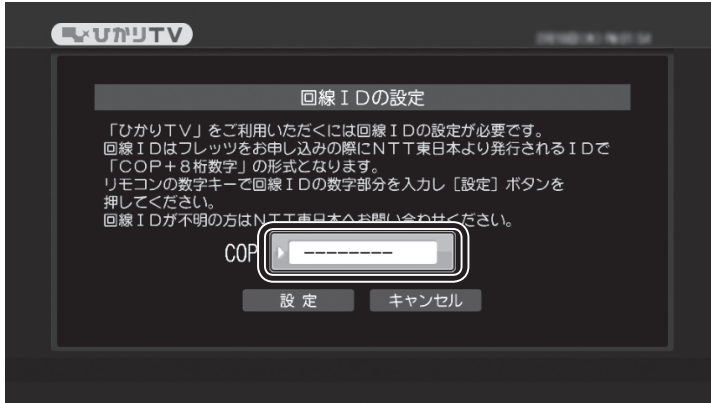 ひかりTV
回線IDの設定
「ひかりTV」をご利用いただくには回線IDの設定が必要です。
回線IDはフレッツをお申し込みの際にNTT東日本より発行されるIDで
「COP+8桁数字」の形式となります。
リモコンの数字キーで回線IDの数字部分を入力し［設定］ボタンを
押してください。
回線IDが不明の方はNTT東日本へお問い合わせください。
COP --------
設定 キャンセル